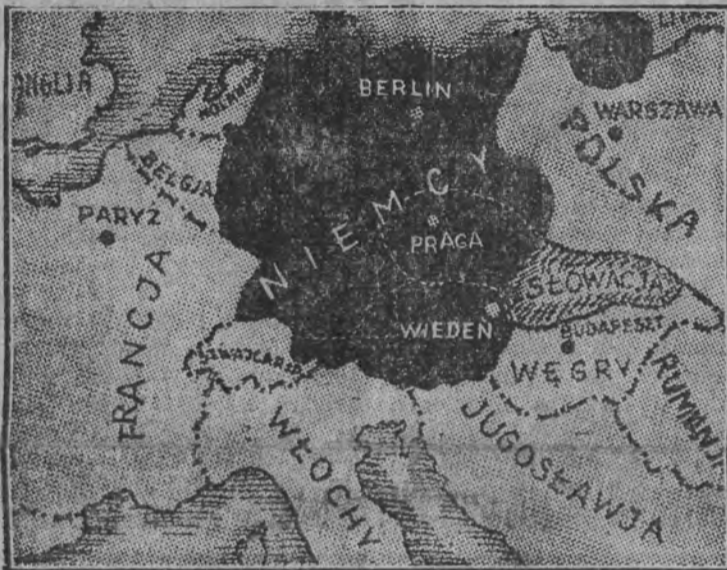 ANGLJA
BERLIN
WARSZAWA
POLSKA
BELGJA
PARYŻ
NIEMCY
PRAGA
SŁOWACJA
WIEDEŃ
BUDAPESZT
WĘGRY
RUMUNJA
FRANCJA
SZWAJCARJA
WŁOCHY
JUGOSŁAWJA